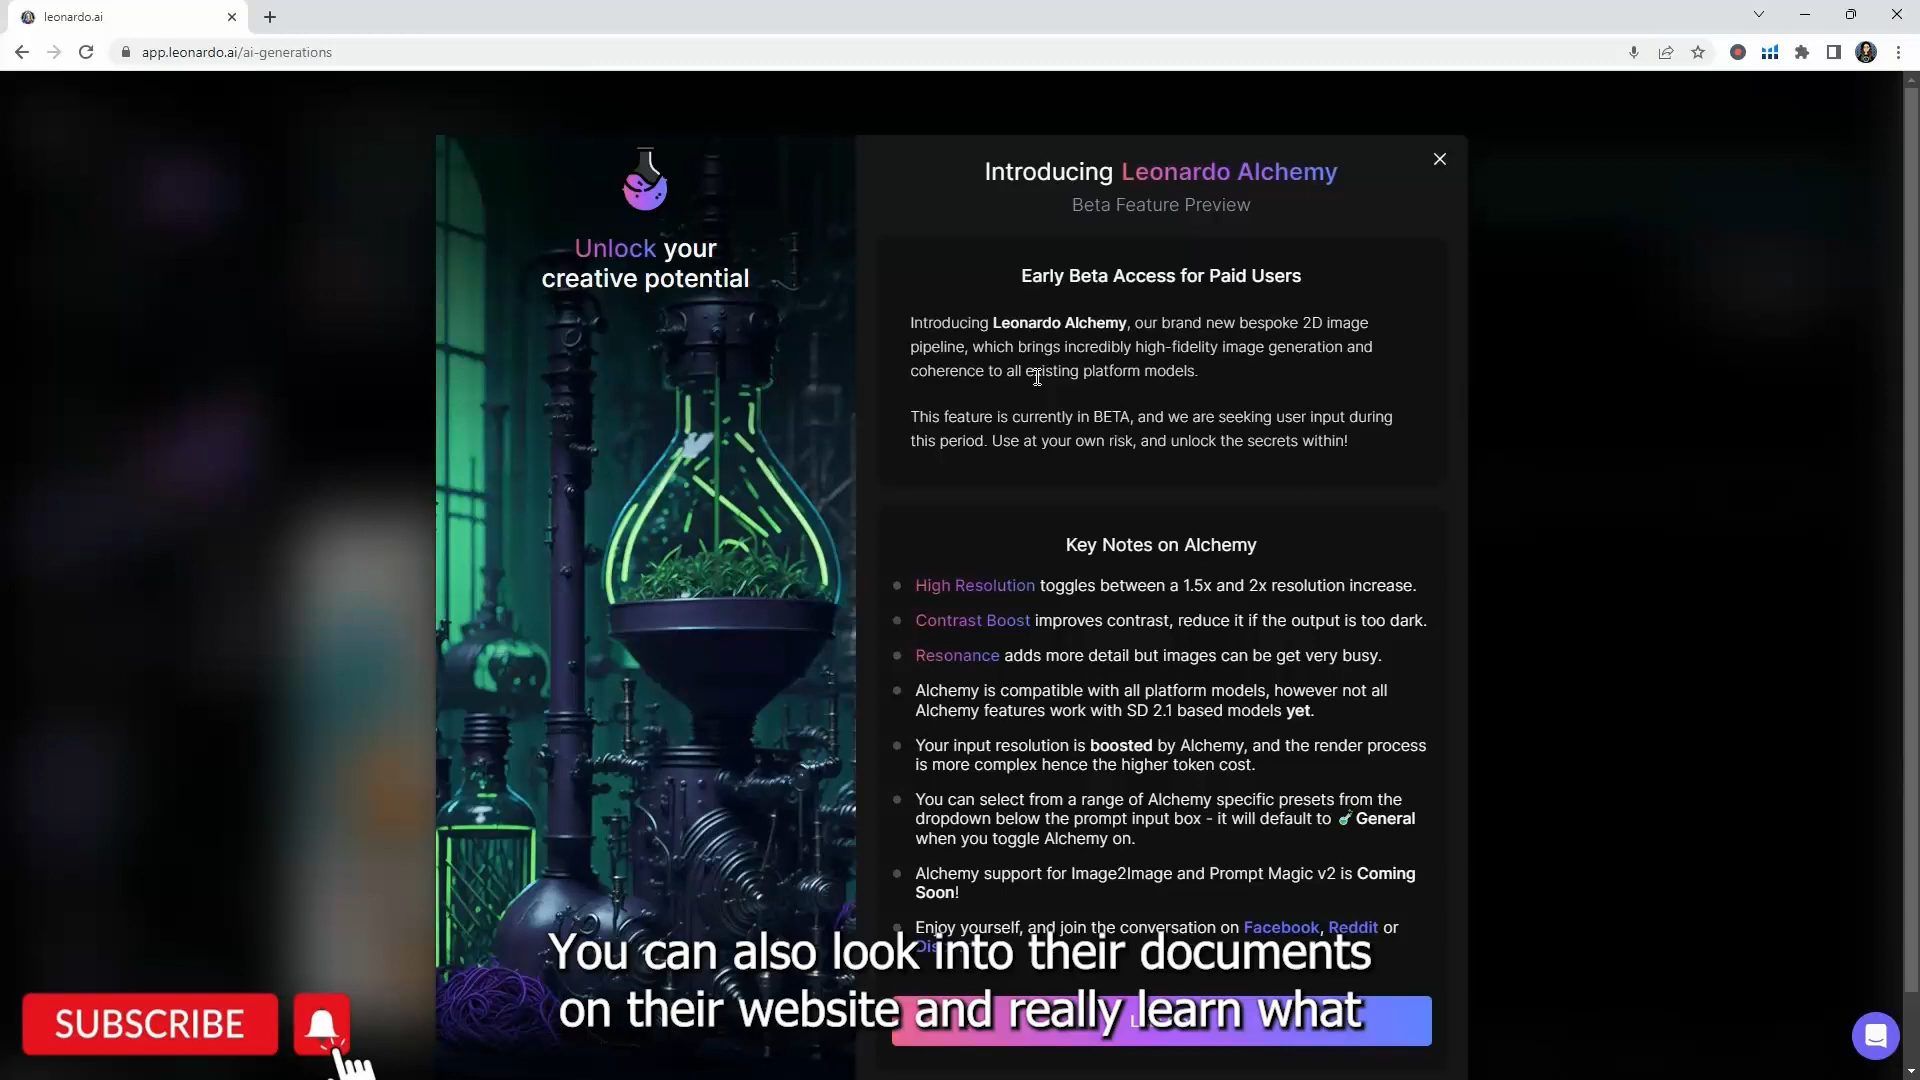 leonardo.ai
app.leonardo.ai/ai-generations
Unlock your
creative potential
Introducing Leonardo Alchemy
Beta Feature Preview
Early Beta Access for Paid Users
Introducing Leonardo Alchemy, our brand new bespoke 2D image
pipeline, which brings incredibly high-fidelity image generation and
coherence to all existing platform models.
This feature is currently in BETA, and we are seeking user input during
this period. Use at your own risk, and unlock the secrets within!
Key Notes on Alchemy
High Resolution toggles between a 1.5x and 2x resolution increase.
Contrast Boost improves contrast, reduce it if the output is too dark.
Resonance adds more detail but images can be get very busy.
Alchemy is compatible with all platform models, however not all
Alchemy features work with SD 2.1 based models yet.
Your input resolution is boosted by Alchemy, and the render process
is more complex hence the higher token cost.
You can select from a range of Alchemy specific presets from the
dropdown below the prompt input box - it will default to General
when you toggle Alchemy on.
Alchemy support for Image2Image and Prompt Magic v2 is Coming
Soon!
Enjoy yourself, and join the conversation on Facebook, Reddit or
You can also look into their documents
on their website and really learn what
SUBSCRIBE